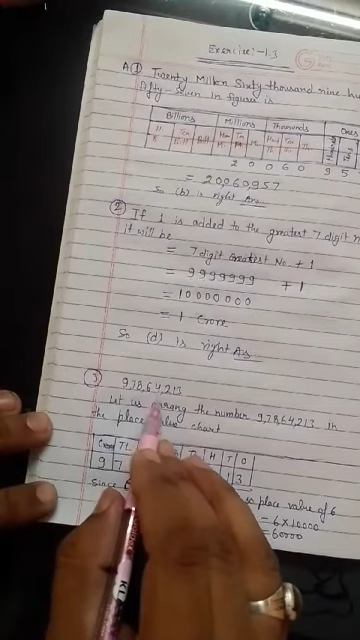 Exercise:-1.3
A ① Twenty Million Sixty thousand nine hu
fifty-seven in figure is
Billions Millions Thousands Ones
2 0 0 6 0 9 5
= 20,060,957
So (b) is right Ans
② If 1 is added to the greatest 7 digit n
it will be
= 7 digit Greatest No + 1
= 9999999 + 1
= 10000000
= 1 Crore
So (d) is right Ans
③ 9,78,64,213
Let us arrang the number 9,78,64,213 in
the place value chart
Crore TL H T O
9 7 1 3
Since 6 place value of 6
= 6×10000
= 60000